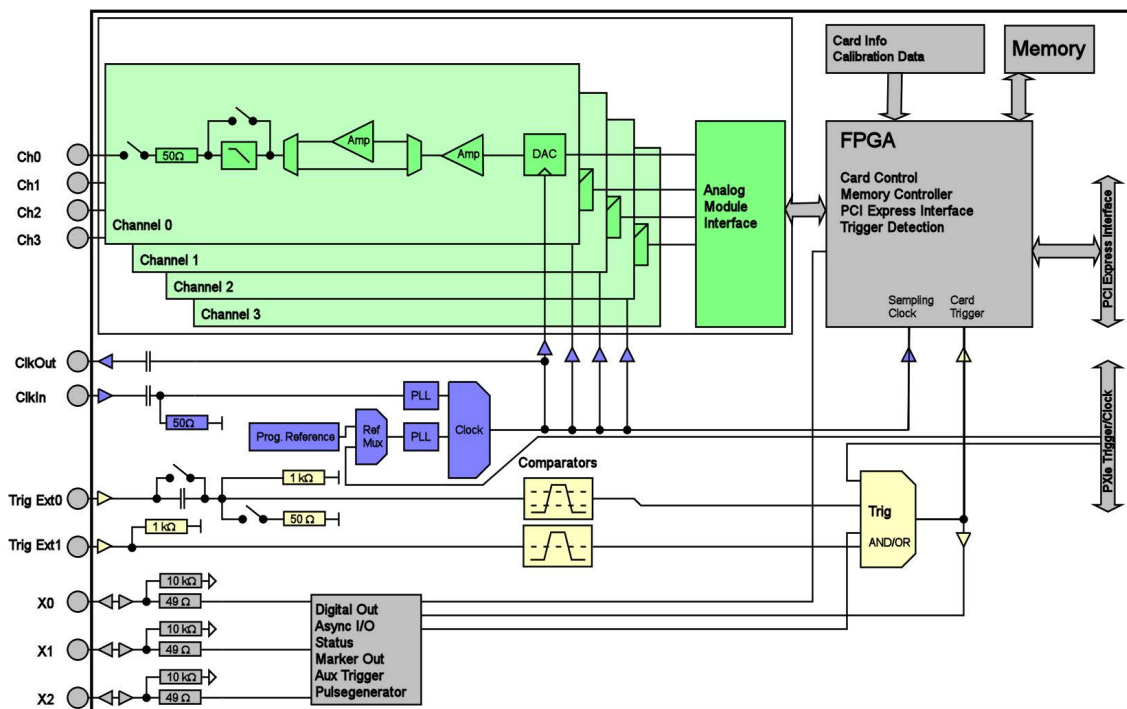 Card Info
Calibration Data
Memory
FPGA
Card Control
Memory Controller
PCI Express Interface
Trigger Detection
Sampling
Clock
Card
Trigger
PCI Express Interface
PXIe Trigger/Clock
Analog
Module
Interface
Ch0
Ch1
Ch2
Ch3
50Ω
Amp
Amp
DAC
Channel 0
Channel 1
Channel 2
Channel 3
ClkOut
ClkIn
50Ω
PLL
Prog. Reference
Ref
Mux
PLL
Clock
Trig Ext0
1 kΩ
50 Ω
Comparators
Trig Ext1
1 kΩ
Trig
AND/OR
X0
10 kΩ
49 Ω
X1
10 kΩ
49 Ω
X2
10 kΩ
49 Ω
Digital Out
Async I/O
Status
Marker Out
Aux Trigger
Pulsegenerator